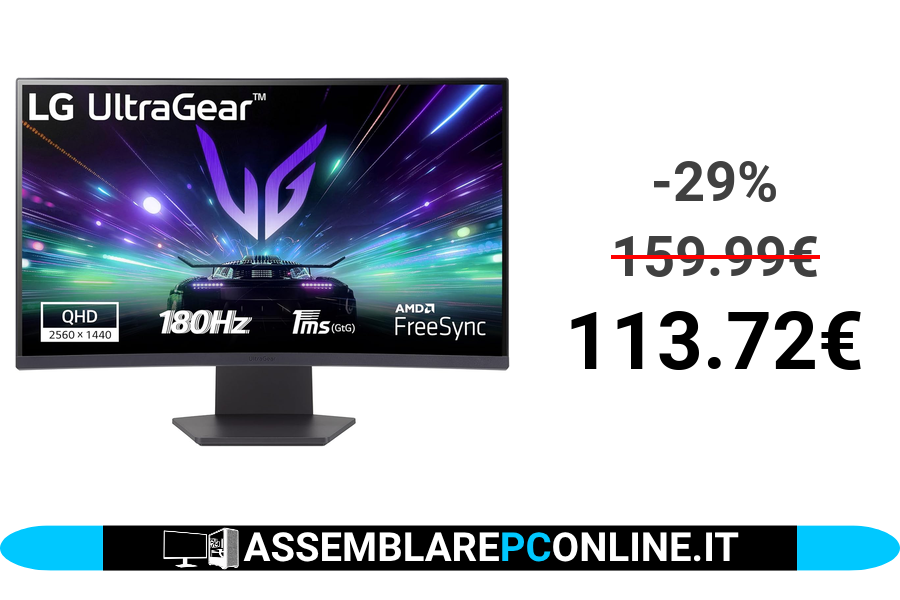 LG UltraGear™
QHD
2560 × 1440
180Hz
1ms (GtG)
AMD
FreeSync
-29%
159.99€
113.72€
ASSEMBLAREPCONLINE.IT